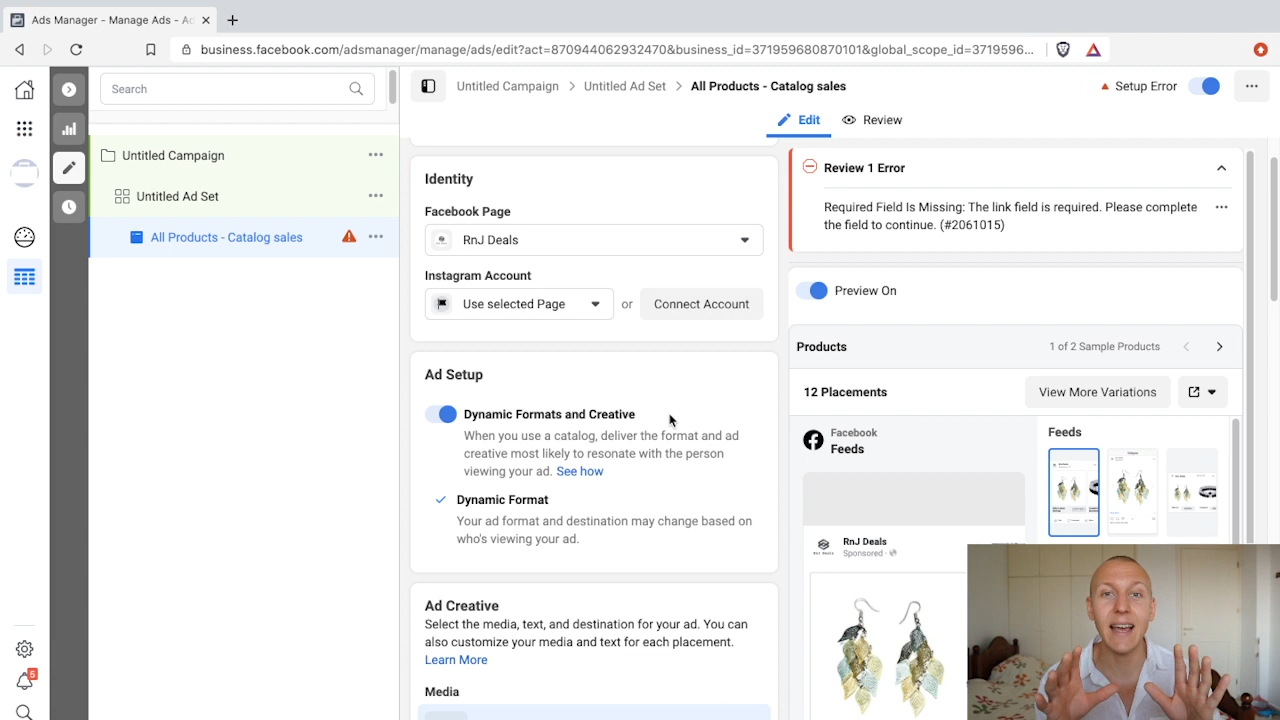 Ads Manager - Manage Ads - Ad
business.facebook.com/adsmanager/manage/ads/edit?act=870944062932470&business_id=371959680870101&global_scope_id=3719596...
Search
Untitled Campaign
Untitled Ad Set
All Products - Catalog sales
5
Untitled Campaign > Untitled Ad Set > All Products - Catalog sales
Setup Error
Edit
Review
Identity
Facebook Page
RnJ Deals
Instagram Account
Use selected Page
or
Connect Account
Ad Setup
Dynamic Formats and Creative
When you use a catalog, deliver the format and ad
creative most likely to resonate with the person
viewing your ad. See how
Dynamic Format
Your ad format and destination may change based on
who's viewing your ad.
Ad Creative
Select the media, text, and destination for your ad. You can
also customize your media and text for each placement.
Learn More
Media
Review 1 Error
Required Field Is Missing: The link field is required. Please complete
the field to continue. (#2061015)
Preview On
Products
1 of 2 Sample Products
12 Placements
View More Variations
Facebook
Feeds
RnJ Deals
Sponsored ·
Feeds